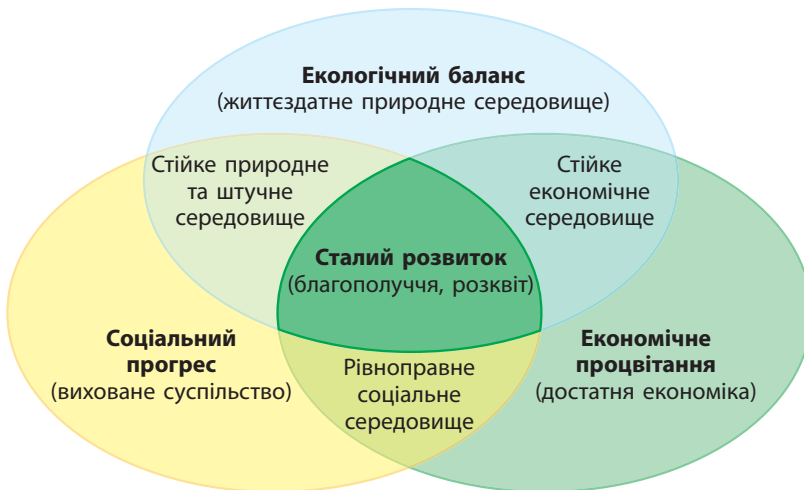 Екологічний баланс
(життєздатне природне середовище)
Стійке природне
та штучне
середовище
Стійке
економічне
середовище
Сталий розвиток
(благополуччя, розквіт)
Соціальний
прогрес
(виховане суспільство)
Рівноправне
соціальне
середовище
Економічне
процвітання
(достатня економіка)